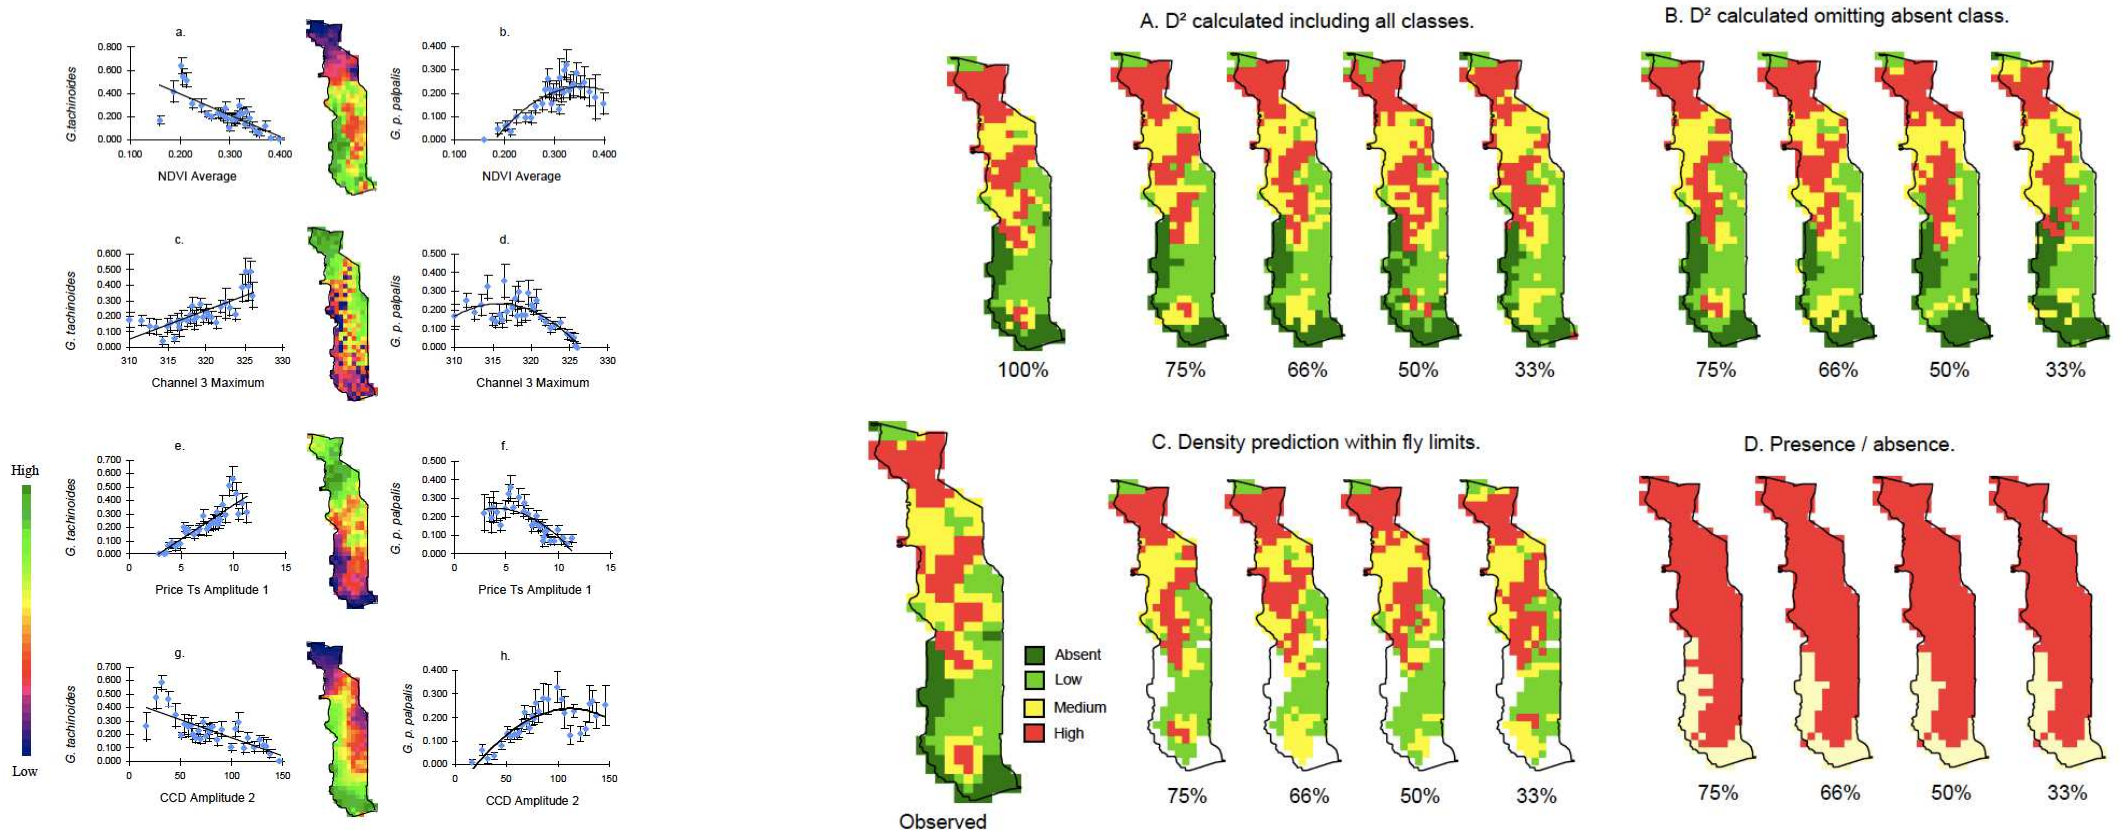 a.
0.800
0.600
0.400
0.200
0.000
0.100 0.200 0.300 0.400
G.tachinoides
NDVI Average
b.
0.400
0.300
0.200
0.100
0.000
0.100 0.200 0.300 0.400
G. p. palpalis
NDVI Average
c.
0.600
0.500
0.400
0.300
0.200
0.100
0.000
310 315 320 325 330
G. tachinoides
Channel 3 Maximum
d.
0.500
0.400
0.300
0.200
0.100
0.000
310 315 320 325 330
G. p. palpalis
Channel 3 Maximum
e.
0.700
0.600
0.500
0.400
0.300
0.200
0.100
0.000
0 5 10 15
G. tachinoides
Price Ts Amplitude 1
f.
0.500
0.400
0.300
0.200
0.100
0.000
0 5 10 15
G. p. palpalis
Price Ts Amplitude 1
g.
0.700
0.600
0.500
0.400
0.300
0.200
0.100
0.000
0 50 100 150
G. tachinoides
CCD Amplitude 2
h.
0.400
0.300
0.200
0.100
0.000
0 50 100 150
G. p. palpalis
CCD Amplitude 2
High
Low
A. D² calculated including all classes.
100% 75% 66% 50% 33%
B. D² calculated omitting absent class.
75% 66% 50% 33%
Observed
Absent
Low
Medium
High
C. Density prediction within fly limits.
75% 66% 50% 33%
D. Presence / absence.
75% 66% 50% 33%